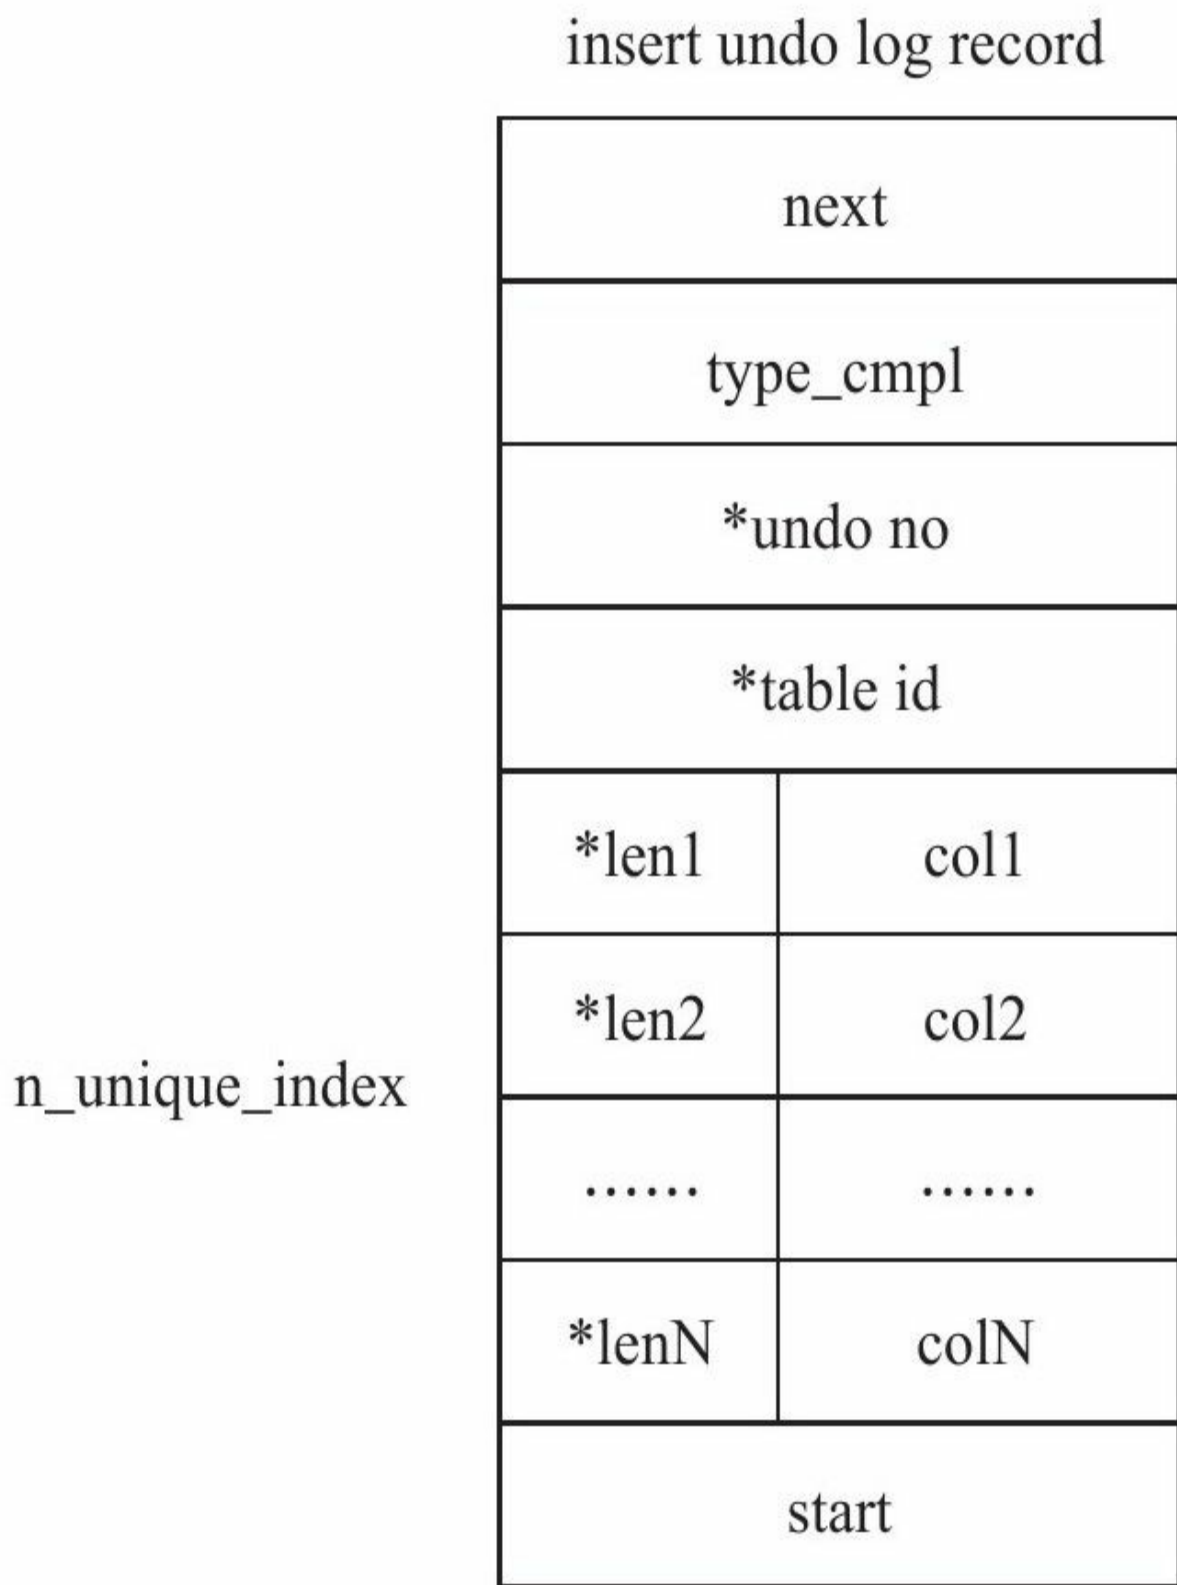 insert undo log record
next
type_cmpl
*undo no
*table id
*len1 col1
*len2 col2
n_unique_index
...... ......
*lenN colN
start